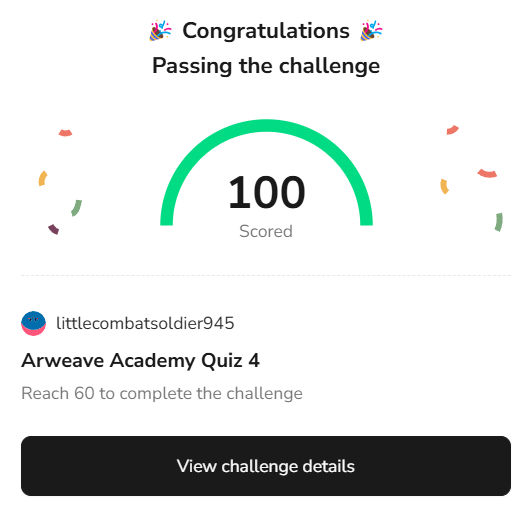 🎉 Congratulations 🎉
Passing the challenge
100
Scored
littlecombatsoldier945
Arweave Academy Quiz 4
Reach 60 to complete the challenge
View challenge details